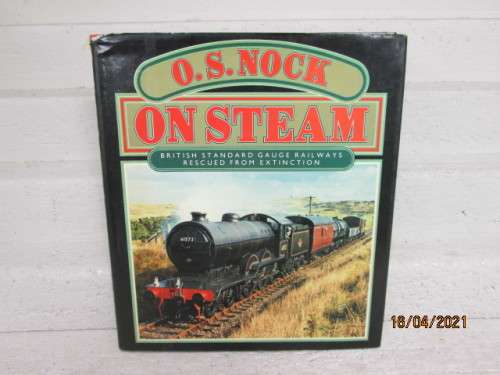 O.S.NOCK
ON STEAM
BRITISH STANDARD GAUGE RAILWAYS
RESCUED FROM EXTINCTION
16/04/2021